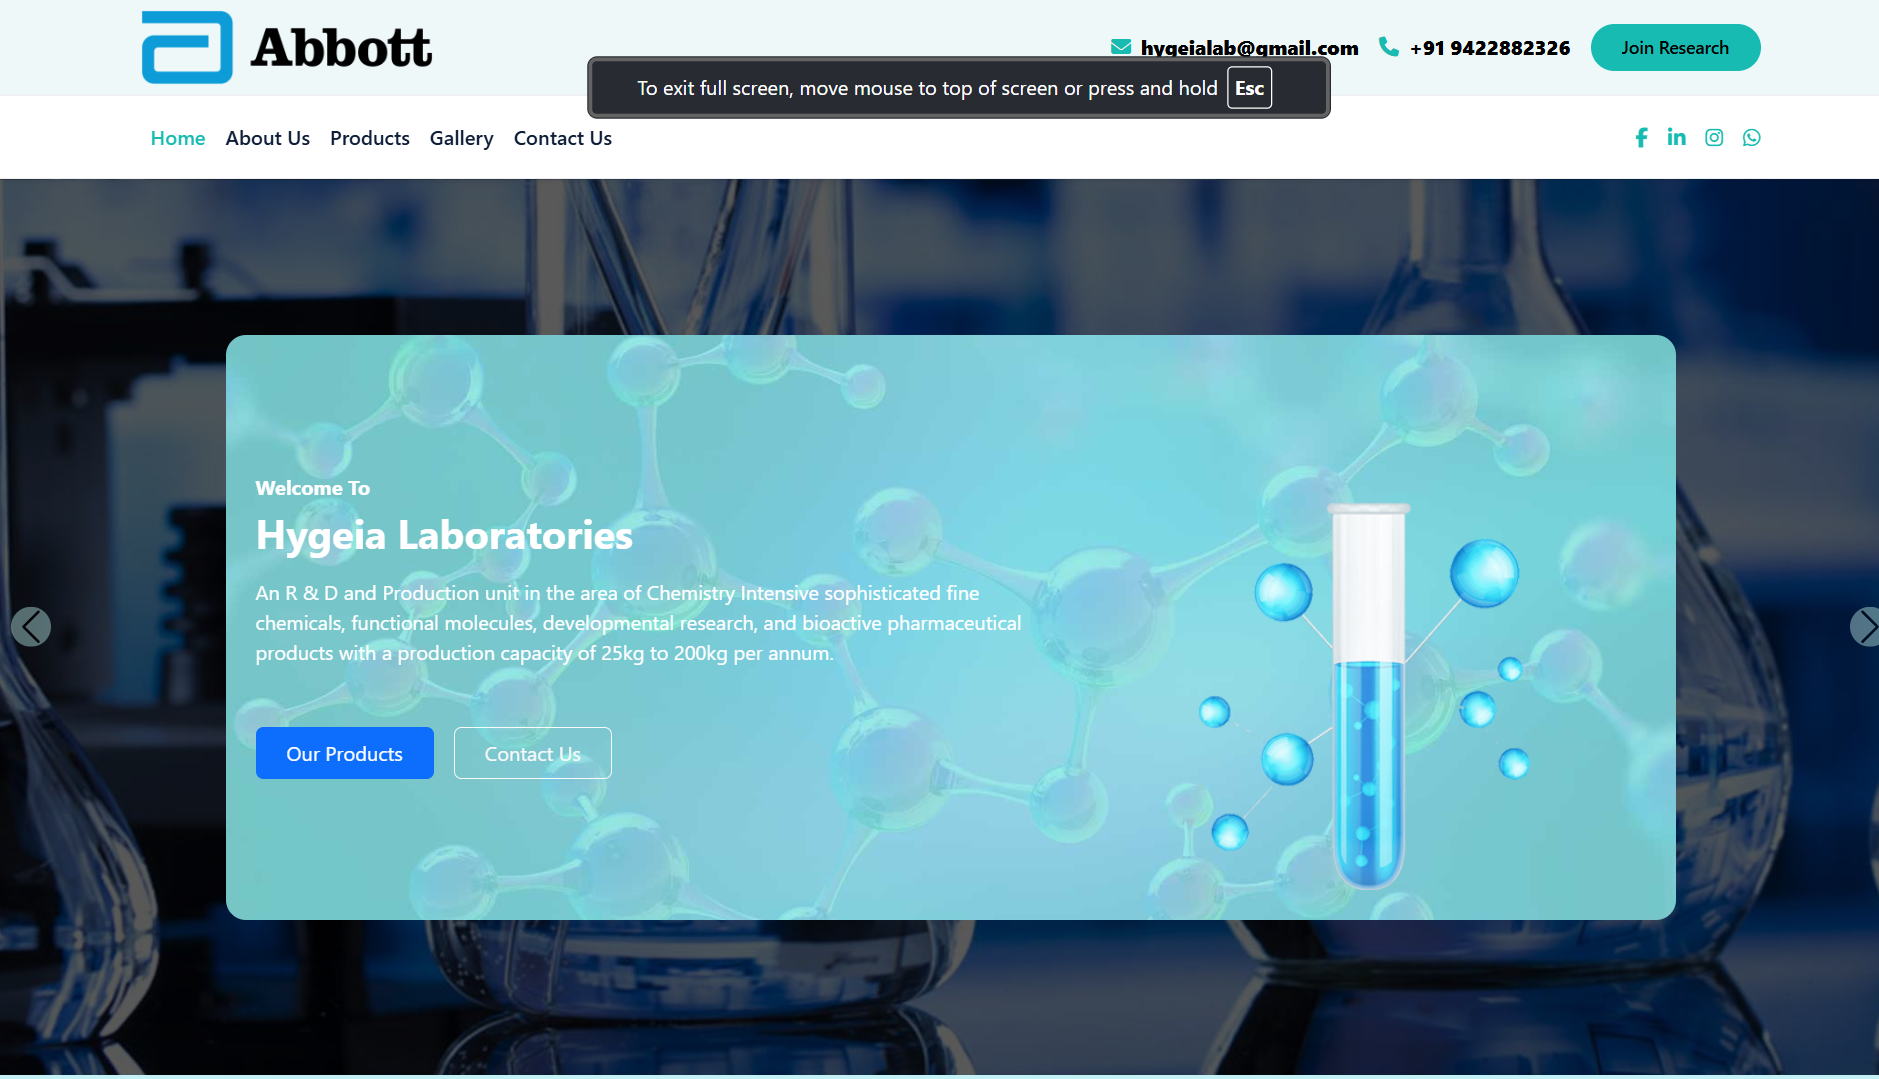 Abbott
hygeialab@gmail.com
+91 9422882326
Join Research
To exit full screen, move mouse to top of screen or press and hold Esc
Home
About Us
Products
Gallery
Contact Us
Welcome To
Hygeia Laboratories
An R & D and Production unit in the area of Chemistry Intensive sophisticated fine
chemicals, functional molecules, developmental research, and bioactive pharmaceutical
products with a production capacity of 25kg to 200kg per annum.
Our Products
Contact Us